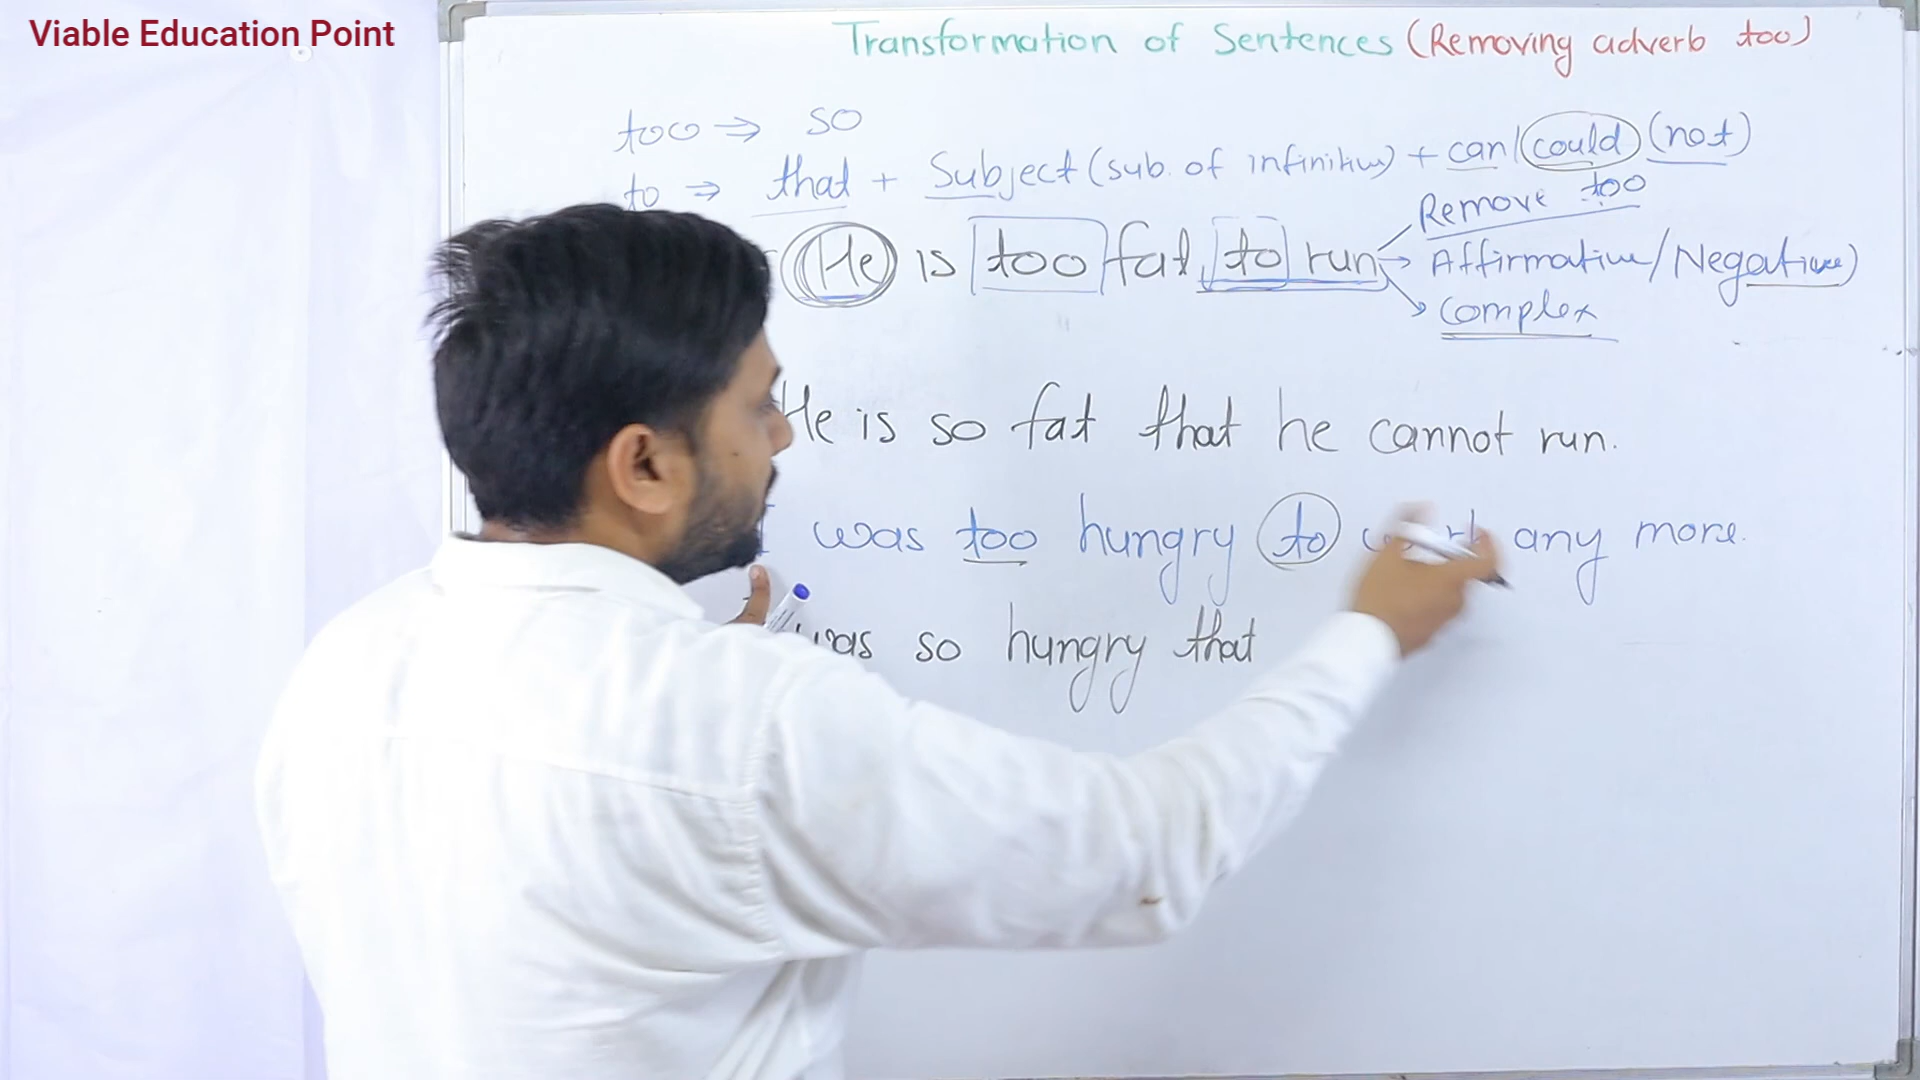 Viable Education Point
Transformation of Sentences (Removing adverb too)
too ⇒ so
to ⇒ that + Subject (sub. of infinitive) + can/could (not)
Remove too
He is too fat to run
Affirmative/Negative)
Complex
He is so fat that he cannot run.
I was too hungry to any more.
was so hungry that